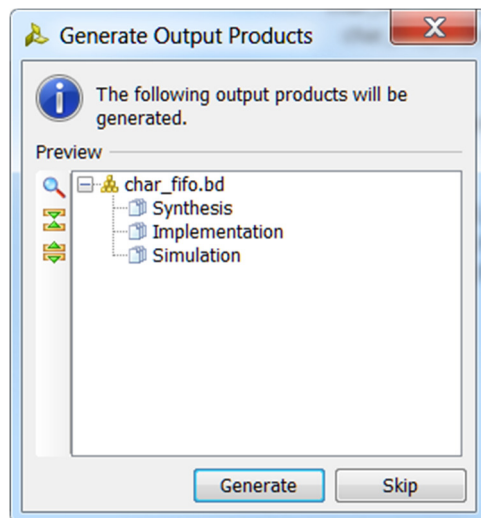 Generate Output Products
The following output products will be
generated.
Preview
char_fifo.bd
Synthesis
Implementation
Simulation
Generate
Skip